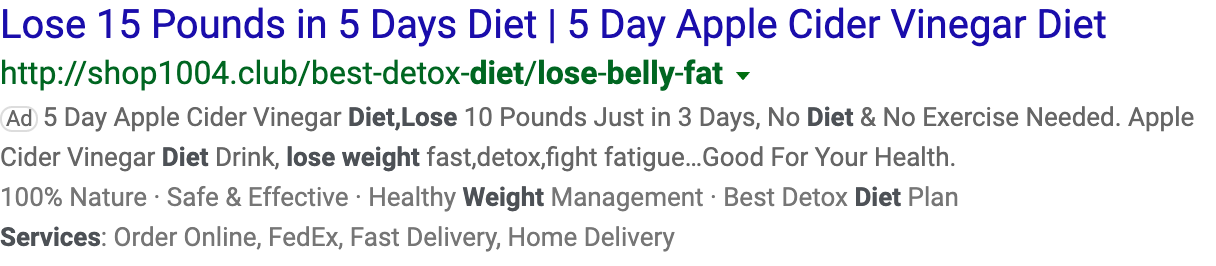 Lose 15 Pounds in 5 Days Diet | 5 Day Apple Cider Vinegar Diet
http://shop1004.club/best-detox-diet/lose-belly-fat
Ad 5 Day Apple Cider Vinegar Diet,Lose 10 Pounds Just in 3 Days, No Diet & No Exercise Needed. Apple
Cider Vinegar Diet Drink, lose weight fast,detox,fight fatigue...Good For Your Health.
100% Nature · Safe & Effective · Healthy Weight Management · Best Detox Diet Plan
Services: Order Online, FedEx, Fast Delivery, Home Delivery